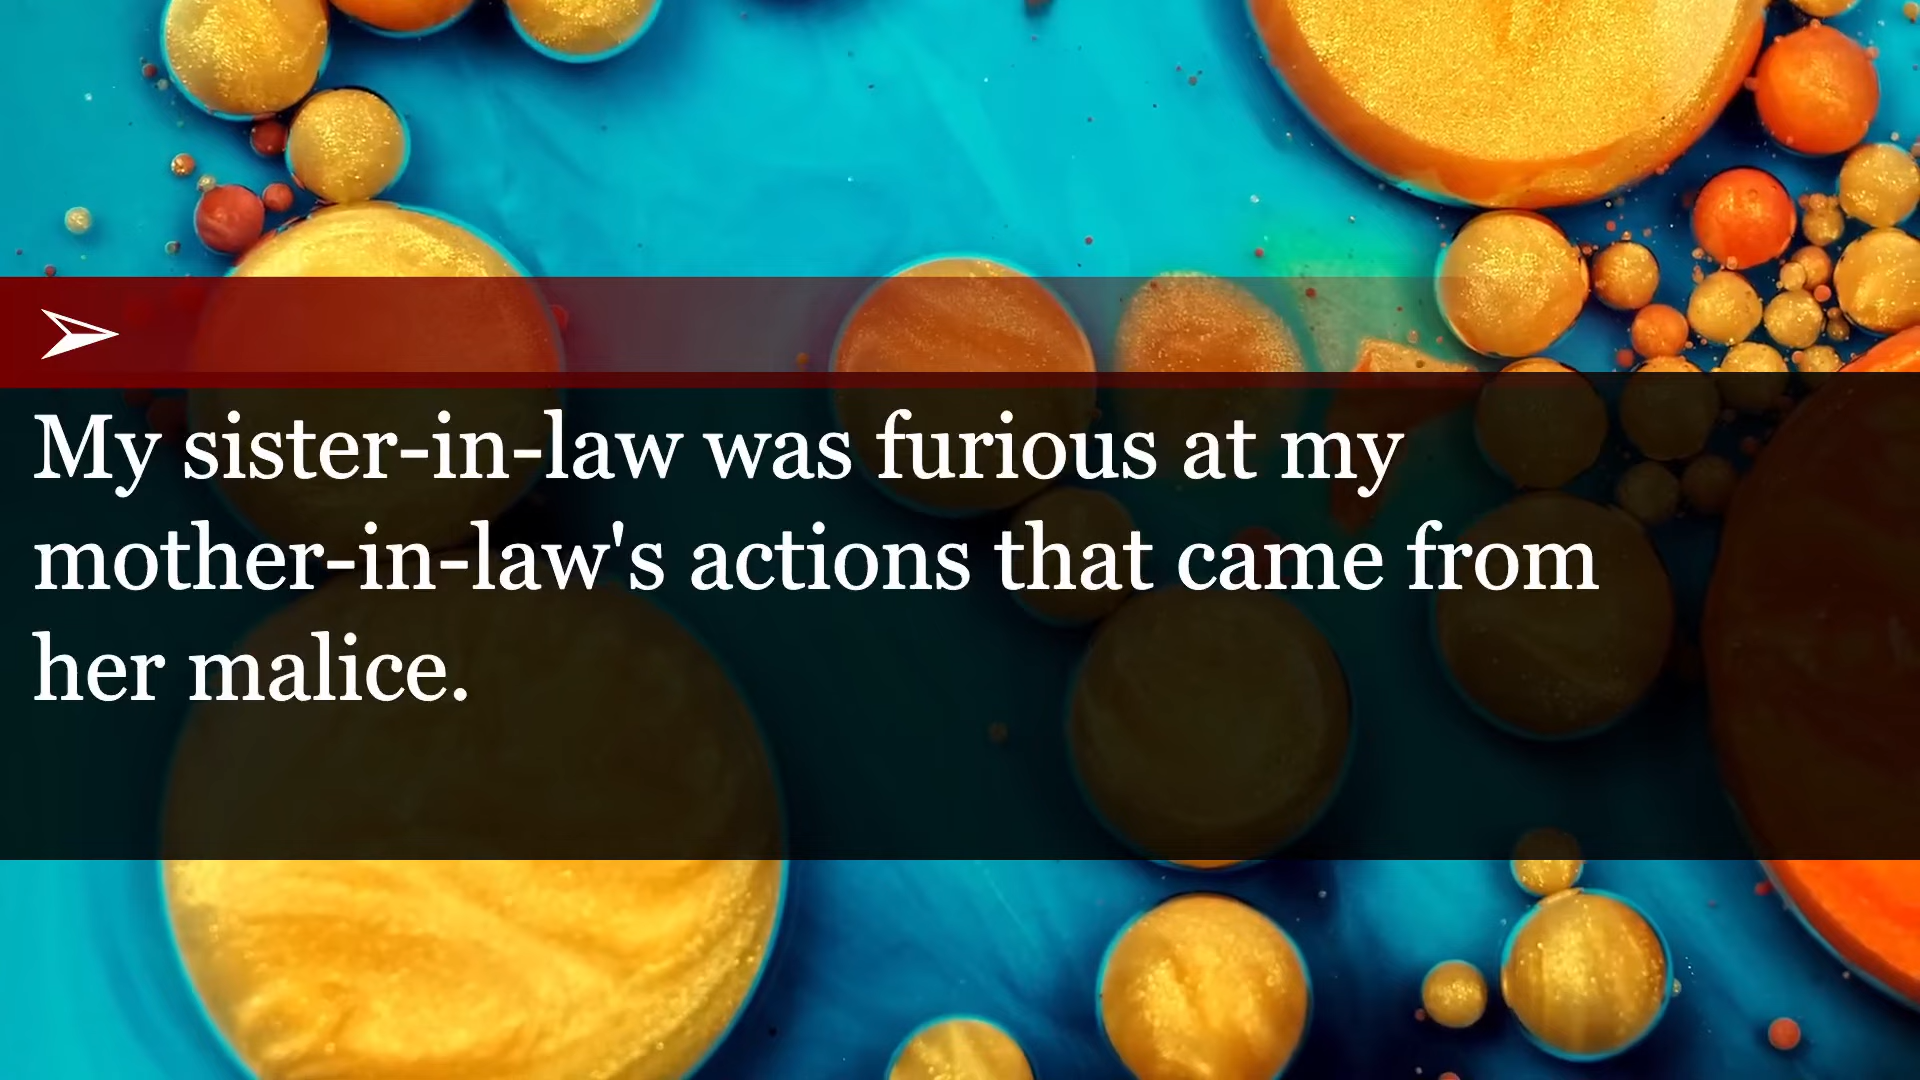 My sister-in-law was furious at my
mother-in-law's actions that came from
her malice.